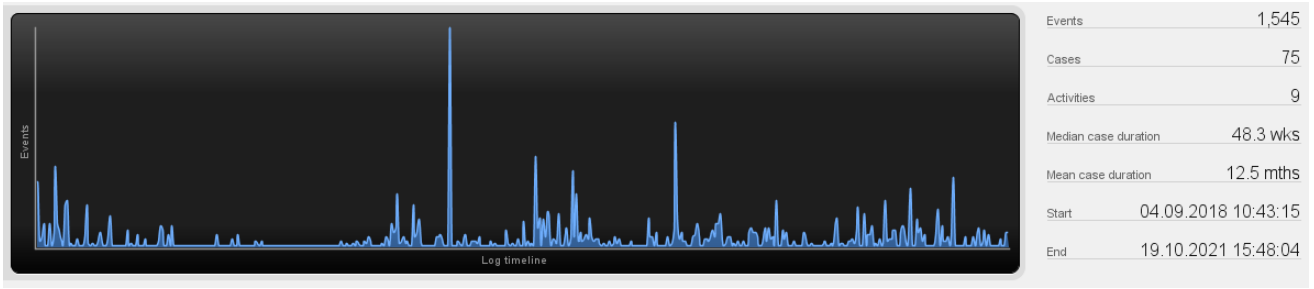 Events
Log timeline
Events 1,545
Cases 75
Activities 9
Median case duration 48.3 wks
Mean case duration 12.5 mths
Start 04.09.2018 10:43:15
End 19.10.2021 15:48:04